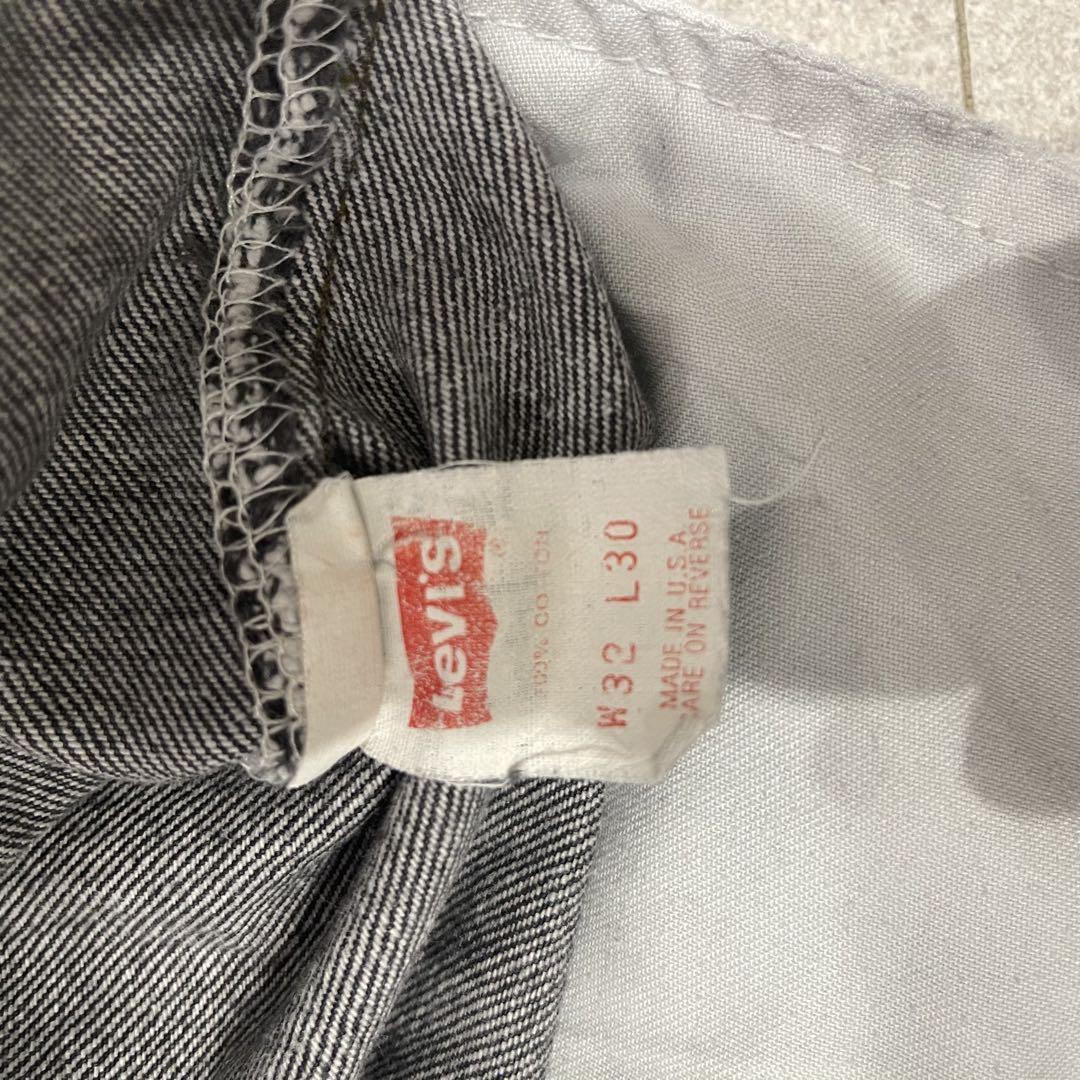 Levi's
®
100% COTTON
W32 L30
MADE IN U.S.A
CARE ON REVERSE